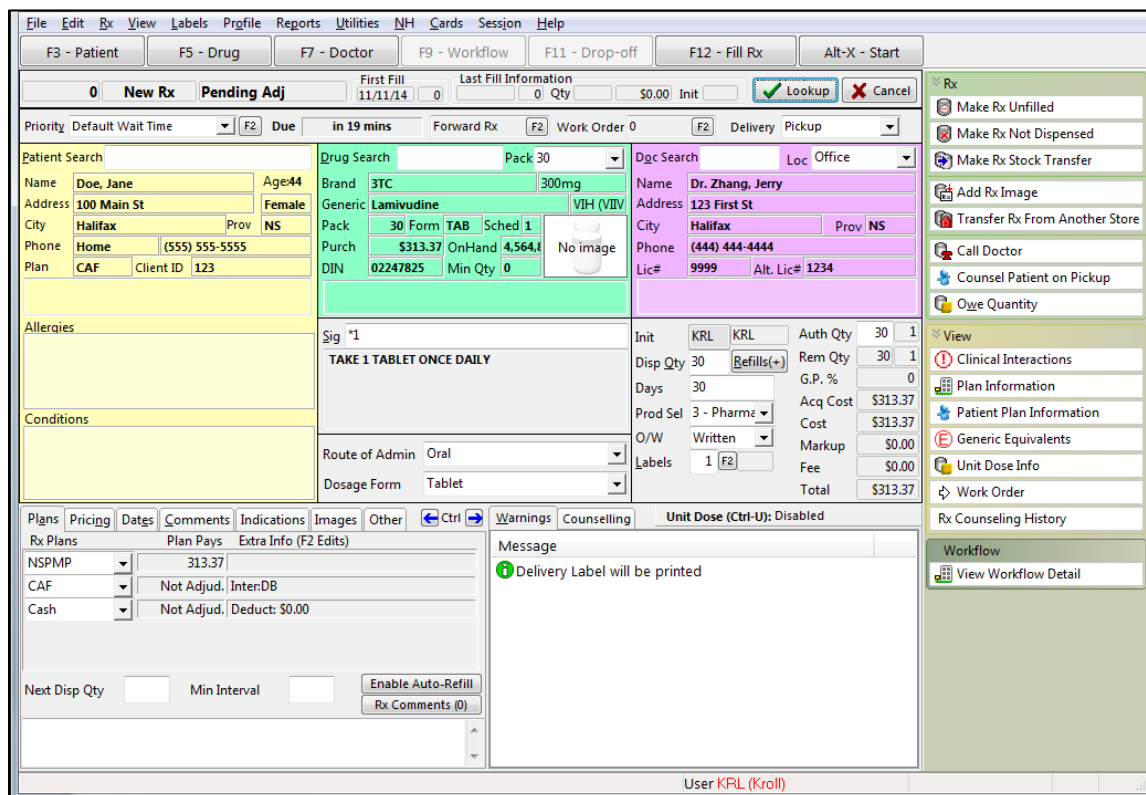 File Edit Rx View Labels Profile Reports Utilities NH Cards Session Help
F3 - Patient F5 - Drug F7 - Doctor F9 - Workflow F11 - Drop-off F12 - Fill Rx Alt-X - Start
First Fill Last Fill Information
0 New Rx Pending Adj 11/11/14 0 0 Qty $0.00 Init Lookup Cancel
Priority Default Wait Time F2 Due in 19 mins Forward Rx F2 Work Order 0 F2 Delivery Pickup
Patient Search
Name Doe, Jane Age:44
Address 100 Main St Female
City Halifax Prov NS
Phone Home (555) 555-5555
Plan CAF Client ID 123
Allergies
Conditions
Drug Search Pack 30
Brand 3TC 300mg
Generic Lamivudine VIH (VIIV
Pack 30 Form TAB Sched 1
Purch $313.37 OnHand 4,564,8 No image
DIN 02247825 Min Qty 0
Doc Search Loc Office
Name Dr. Zhang, Jerry
Address 123 First St
City Halifax Prov NS
Phone (444) 444-4444
Lic# 9999 Alt. Lic# 1234
Sig *1
TAKE 1 TABLET ONCE DAILY
Route of Admin Oral
Dosage Form Tablet
Init KRL KRL Auth Qty 30 1
Disp Qty 30 Refills(+) Rem Qty 30 1
Days 30 G.P. % 0
Prod Sel 3 - Pharma Acq Cost $313.37
O/W Written Cost $313.37
Labels 1 F2 Markup $0.00
Fee $0.00
Total $313.37
Plans Pricing Dates Comments Indications Images Other Ctrl
Rx Plans Plan Pays Extra Info (F2 Edits)
NSPMP 313.37
CAF Not Adjud. Inter:DB
Cash Not Adjud. Deduct: $0.00
Next Disp Qty Min Interval Enable Auto-Refill
Rx Comments (0)
Warnings Counselling Unit Dose (Ctrl-U): Disabled
Message
Delivery Label will be printed
User KRL (Kroll)
Rx
Make Rx Unfilled
Make Rx Not Dispensed
Make Rx Stock Transfer
Add Rx Image
Transfer Rx From Another Store
Call Doctor
Counsel Patient on Pickup
Owe Quantity
View
Clinical Interactions
Plan Information
Patient Plan Information
Generic Equivalents
Unit Dose Info
Work Order
Rx Counseling History
Workflow
View Workflow Detail